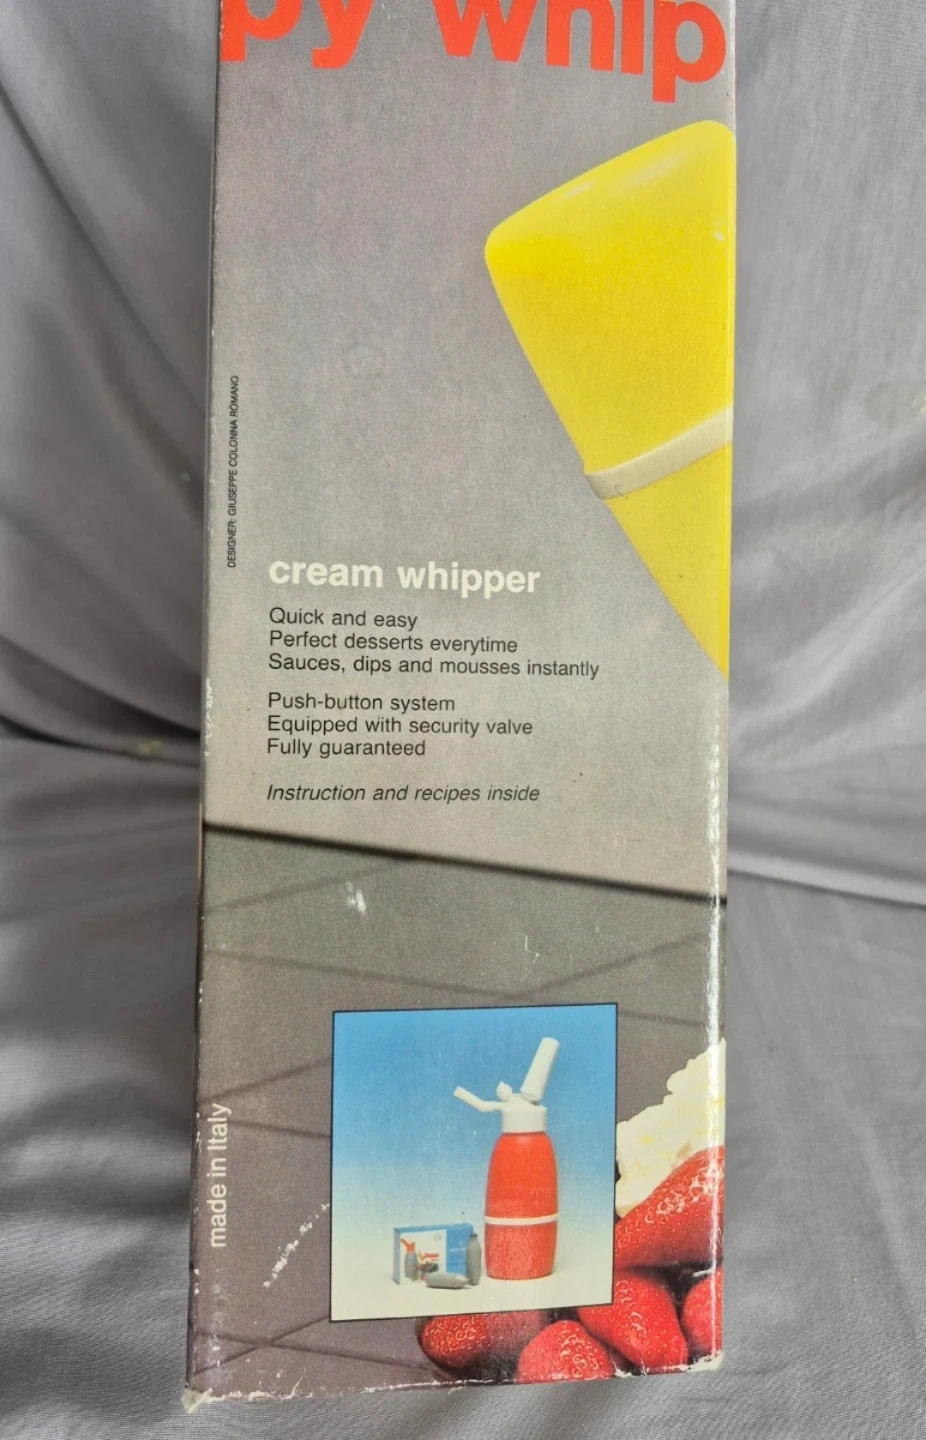 py whip
DESIGNER: GIUSEPPE COLONNA ROMANO
cream whipper
Quick and easy
Perfect desserts everytime
Sauces, dips and mousses instantly
Push-button system
Equipped with security valve
Fully guaranteed
Instruction and recipes inside
made in Italy